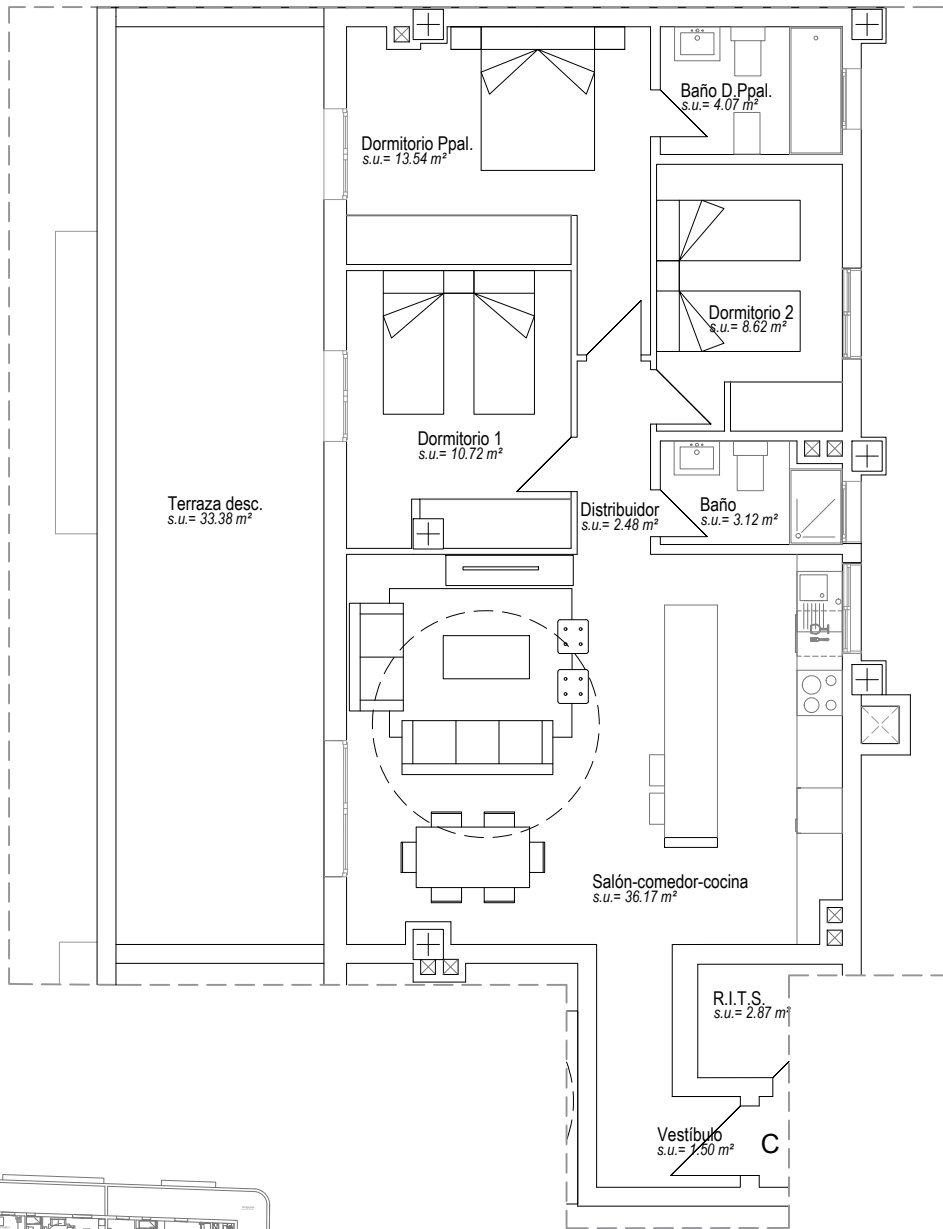 Baño D.Ppal.
s.u.= 4.07 m²
Dormitorio Ppal.
s.u.= 13.54 m²
Dormitorio 2
s.u.= 8.62 m²
Dormitorio 1
s.u.= 10.72 m²
Terraza desc.
s.u.= 33.38 m²
Distribuidor
s.u.= 2.48 m²
Baño
s.u.= 3.12 m²
Salón-comedor-cocina
s.u.= 36.17 m²
R.I.T.S.
s.u.= 2.87 m²
Vestíbulo
s.u.= 1.50 m²
C